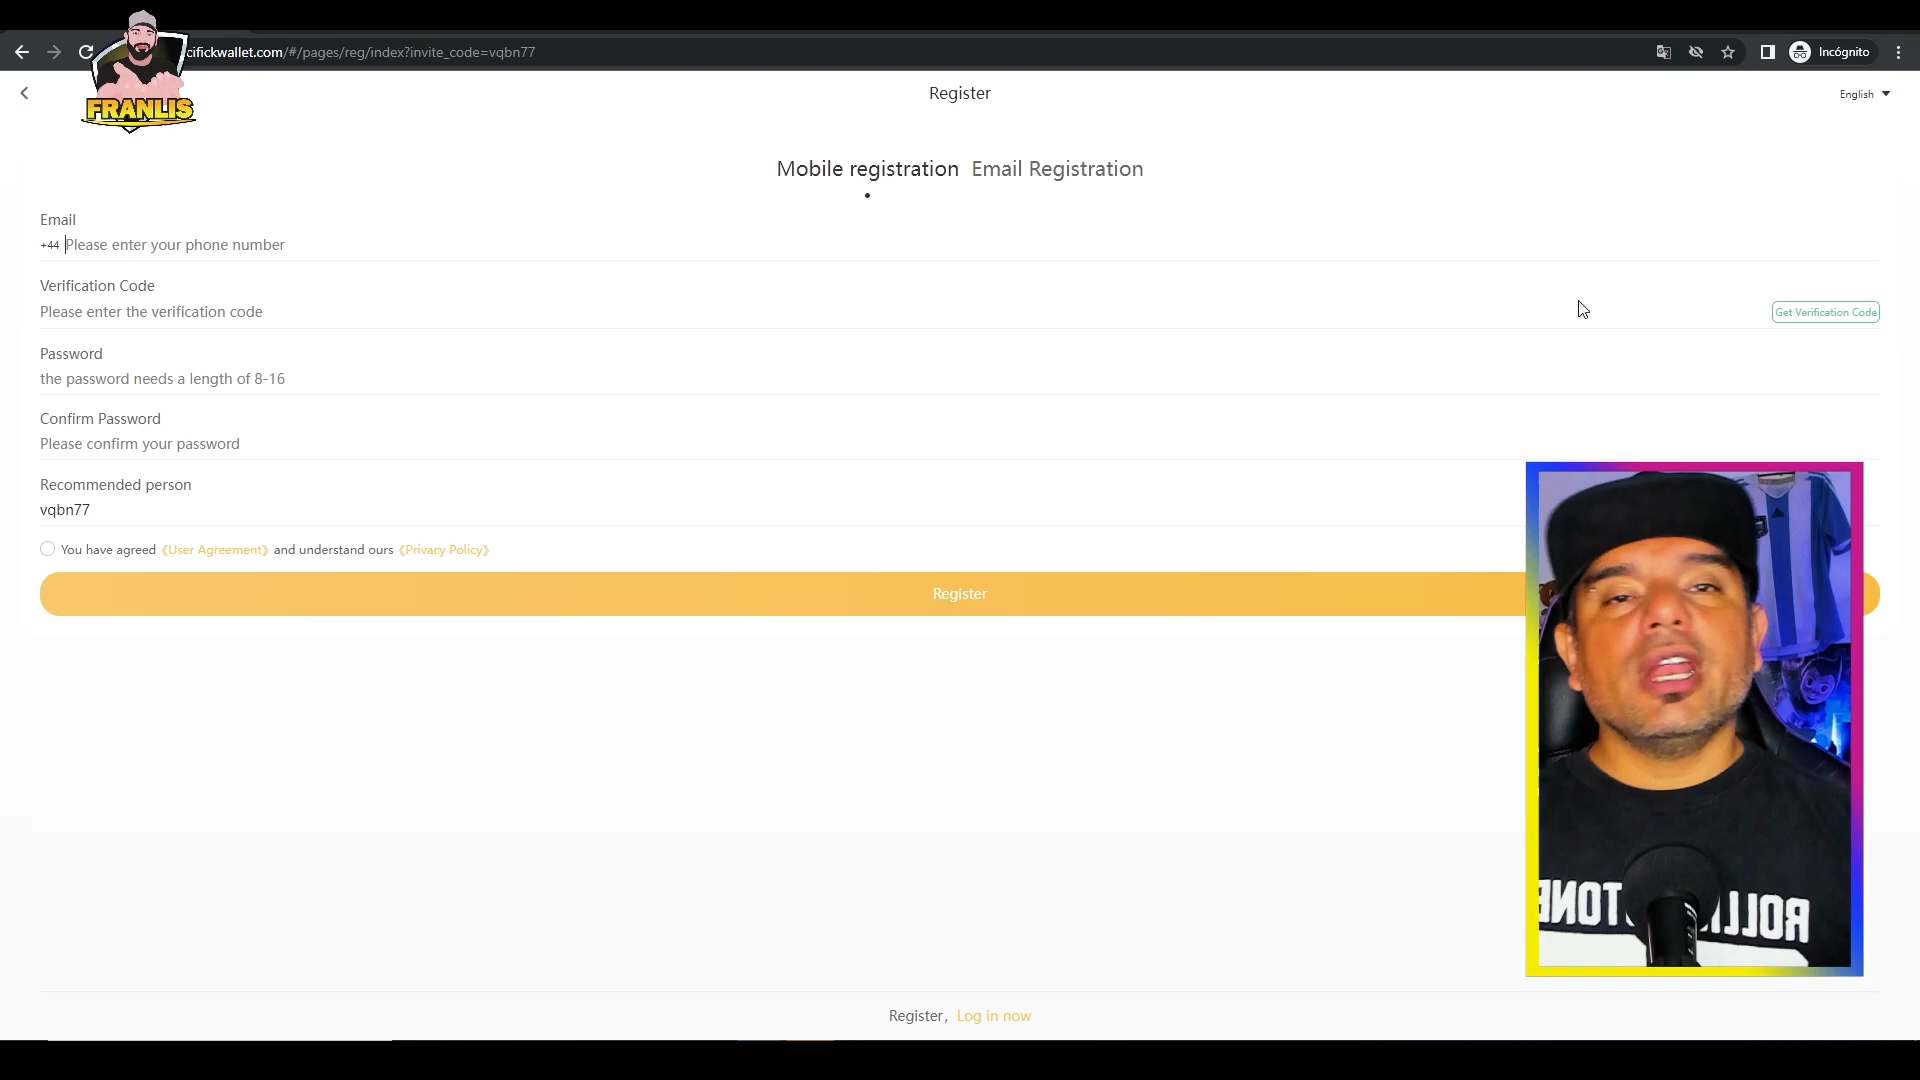 cifickwallet.com/#/pages/reg/index?invite_code=vqbn77
Incógnito
FRANLIS
Register
English
Mobile registration Email Registration
Email
+44 Please enter your phone number
Verification Code
Please enter the verification code
Get Verification Code
Password
the password needs a length of 8-16
Confirm Password
Please confirm your password
Recommended person
vqbn77
You have agreed 《User Agreement》 and understand ours 《Privacy Policy》
Register
Register, Log in now